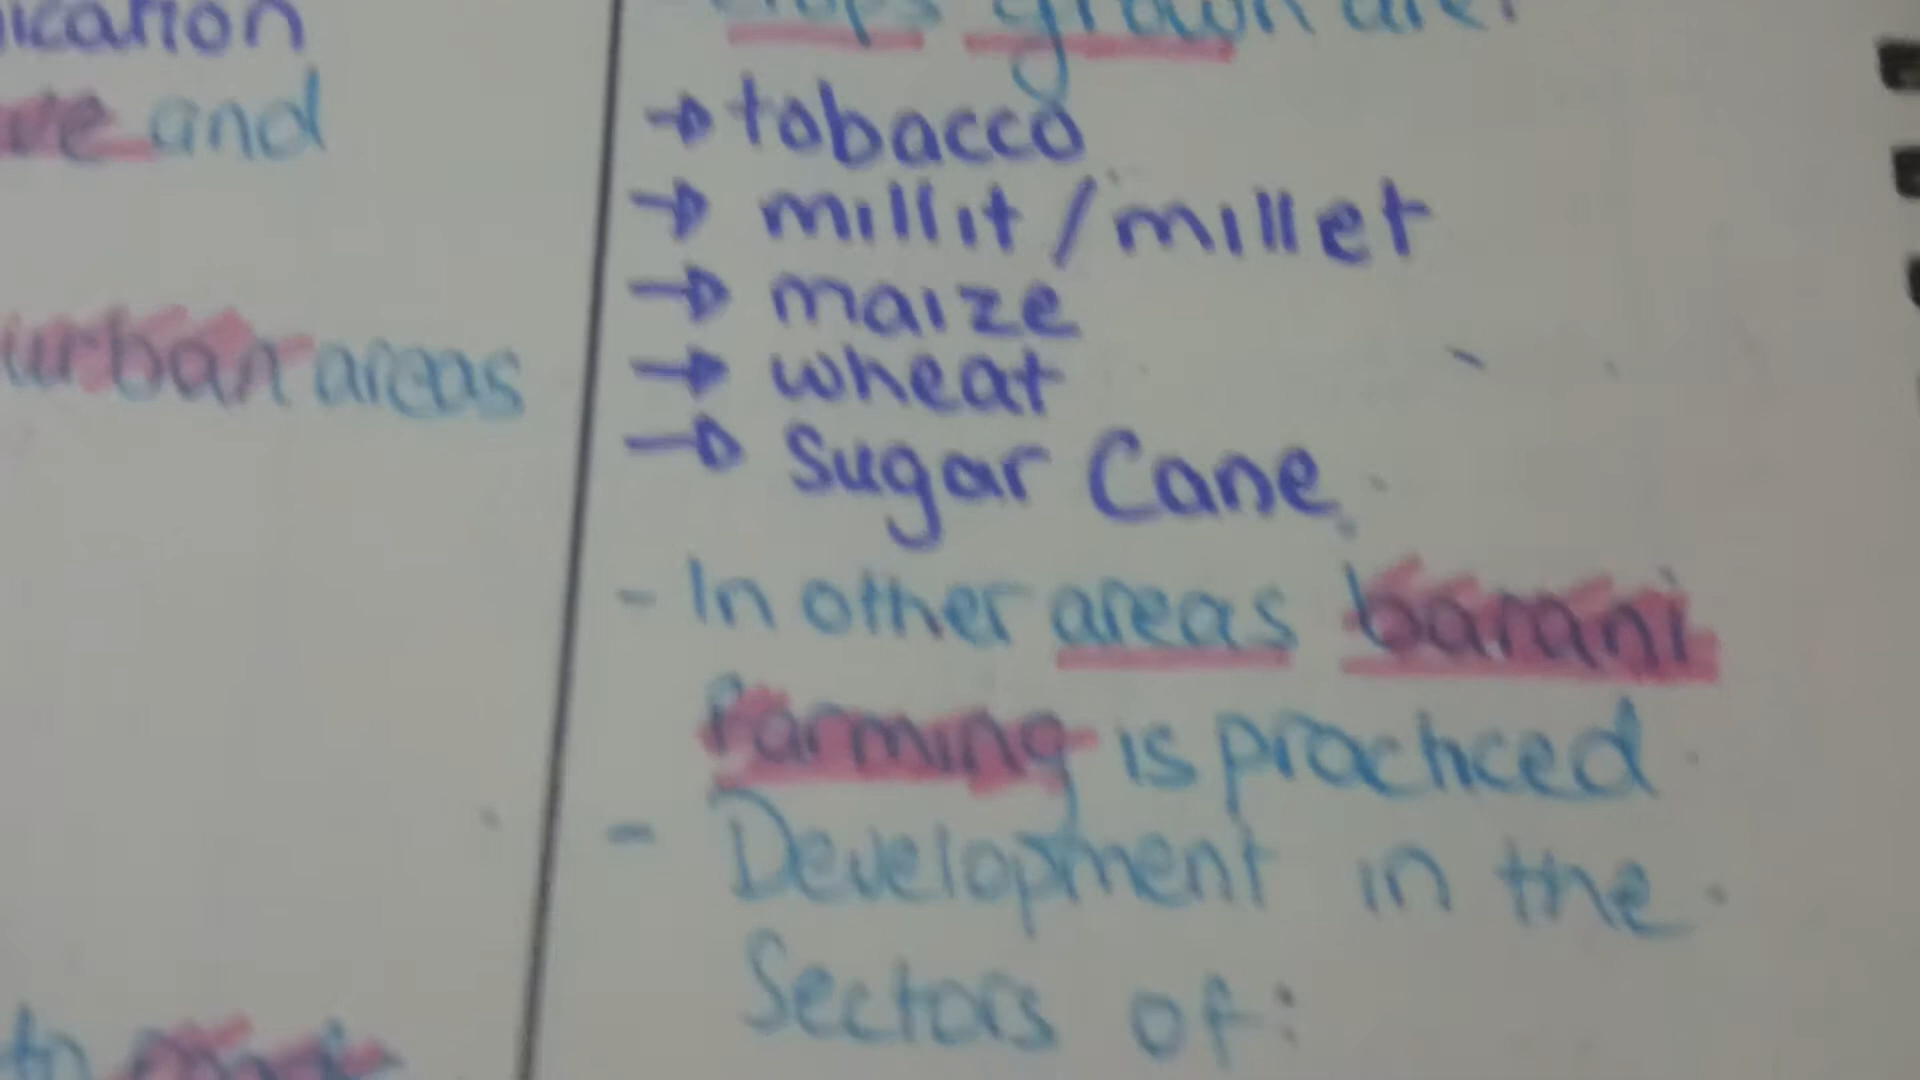 and
urban areas
crops grown are:
→ tobacco
→ millit / millet
→ maize
→ wheat
→ Sugar Cane.
- In other areas barani
farming is practiced
- Development in the
Sectors of: